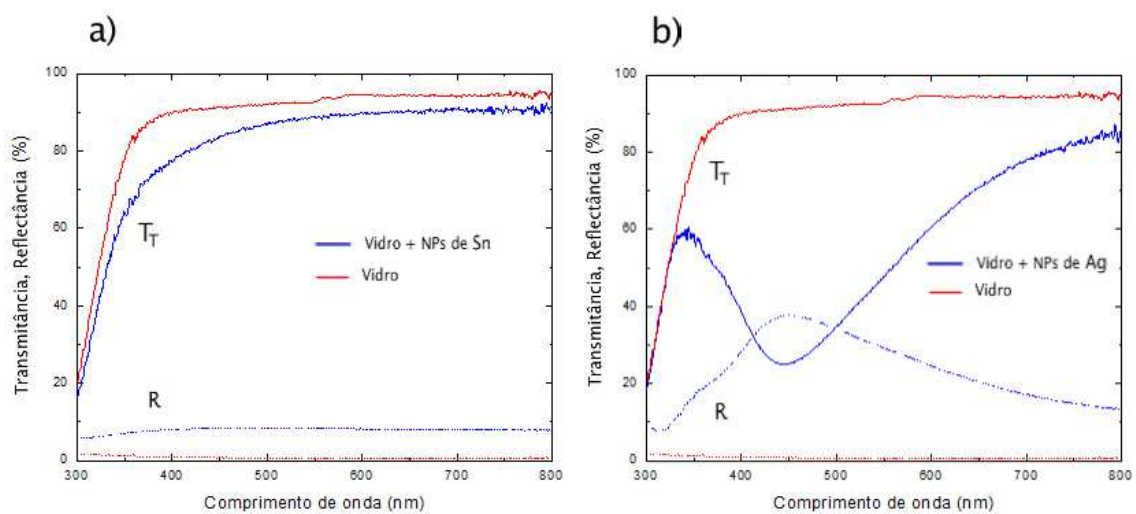 a)
100
80
60
40
20
0
Transmitância, Reflectância (%)
T_T
R
Vidro + NPs de Sn
Vidro
300 400 500 600 700 800
Comprimento de onda (nm)
b)
100
80
60
40
20
0
Transmitância, Reflectância (%)
T_T
R
Vidro + NPs de Ag
Vidro
300 400 500 600 700 800
Comprimento de onda (nm)